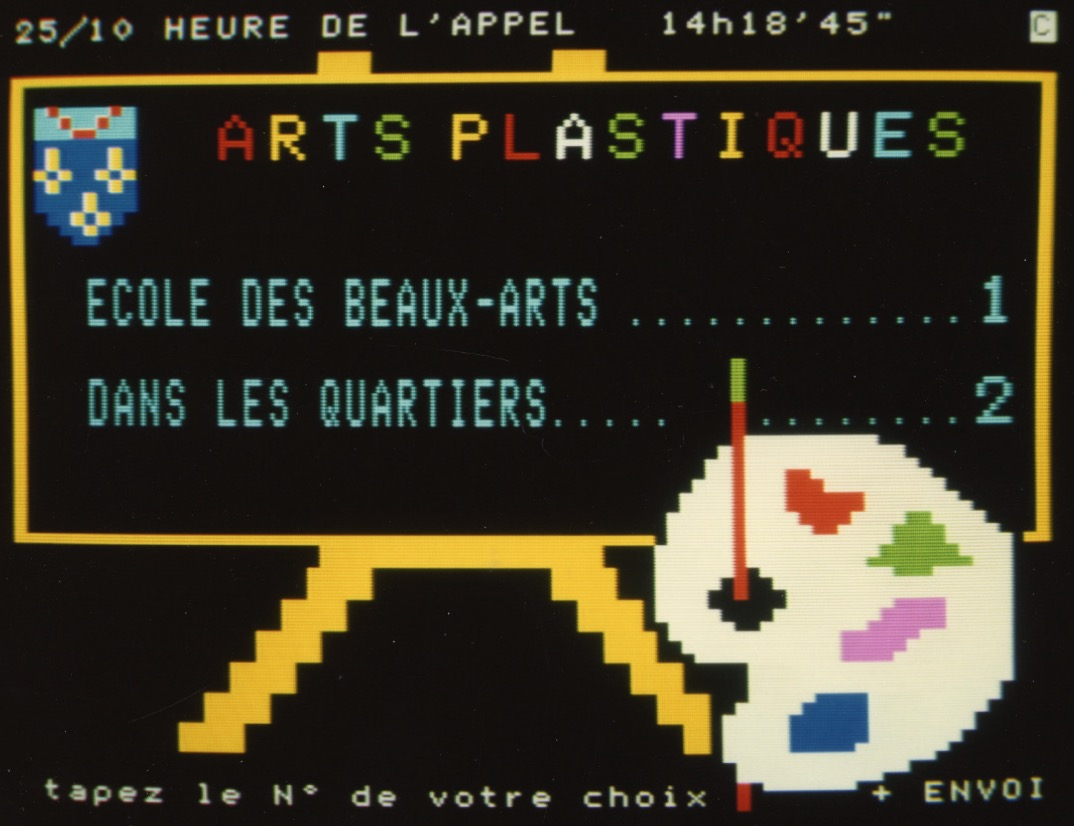 25/10 HEURE DE L'APPEL 14h18'45" C
ARTS PLASTIQUES
ECOLE DES BEAUX-ARTS ............. 1
DANS LES QUARTIERS..... ........ 2
tapez le N° de votre choix + ENVOI